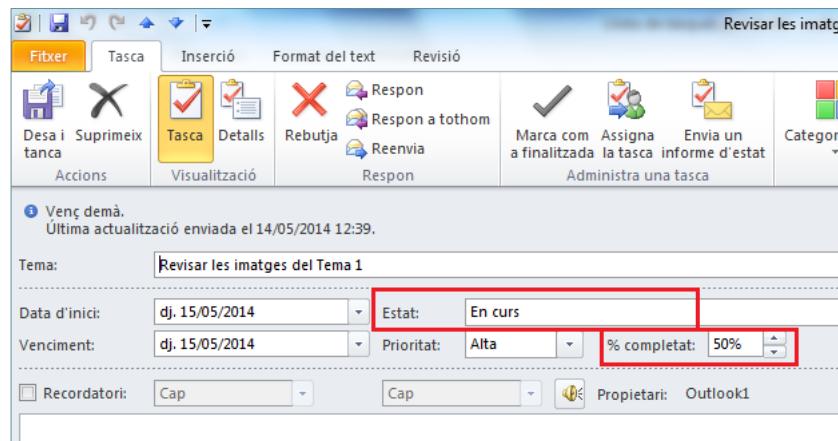 Revisar les imatg
Fitxer Tasca Inserció Format del text Revisió
Desa i tanca Suprimeix Tasca Detalls Rebutja Respon Respon a tothom Reenvia Marca com a finalitzada Assigna la tasca Envia un informe d'estat Categor
Accions Visualització Respon Administra una tasca
Venç demà.
Última actualització enviada el 14/05/2014 12:39.
Tema: Revisar les imatges del Tema 1
Data d'inici: dj. 15/05/2014 Estat: En curs
Venciment: dj. 15/05/2014 Prioritat: Alta % completat: 50%
Recordatori: Cap Cap Propietari: Outlook1